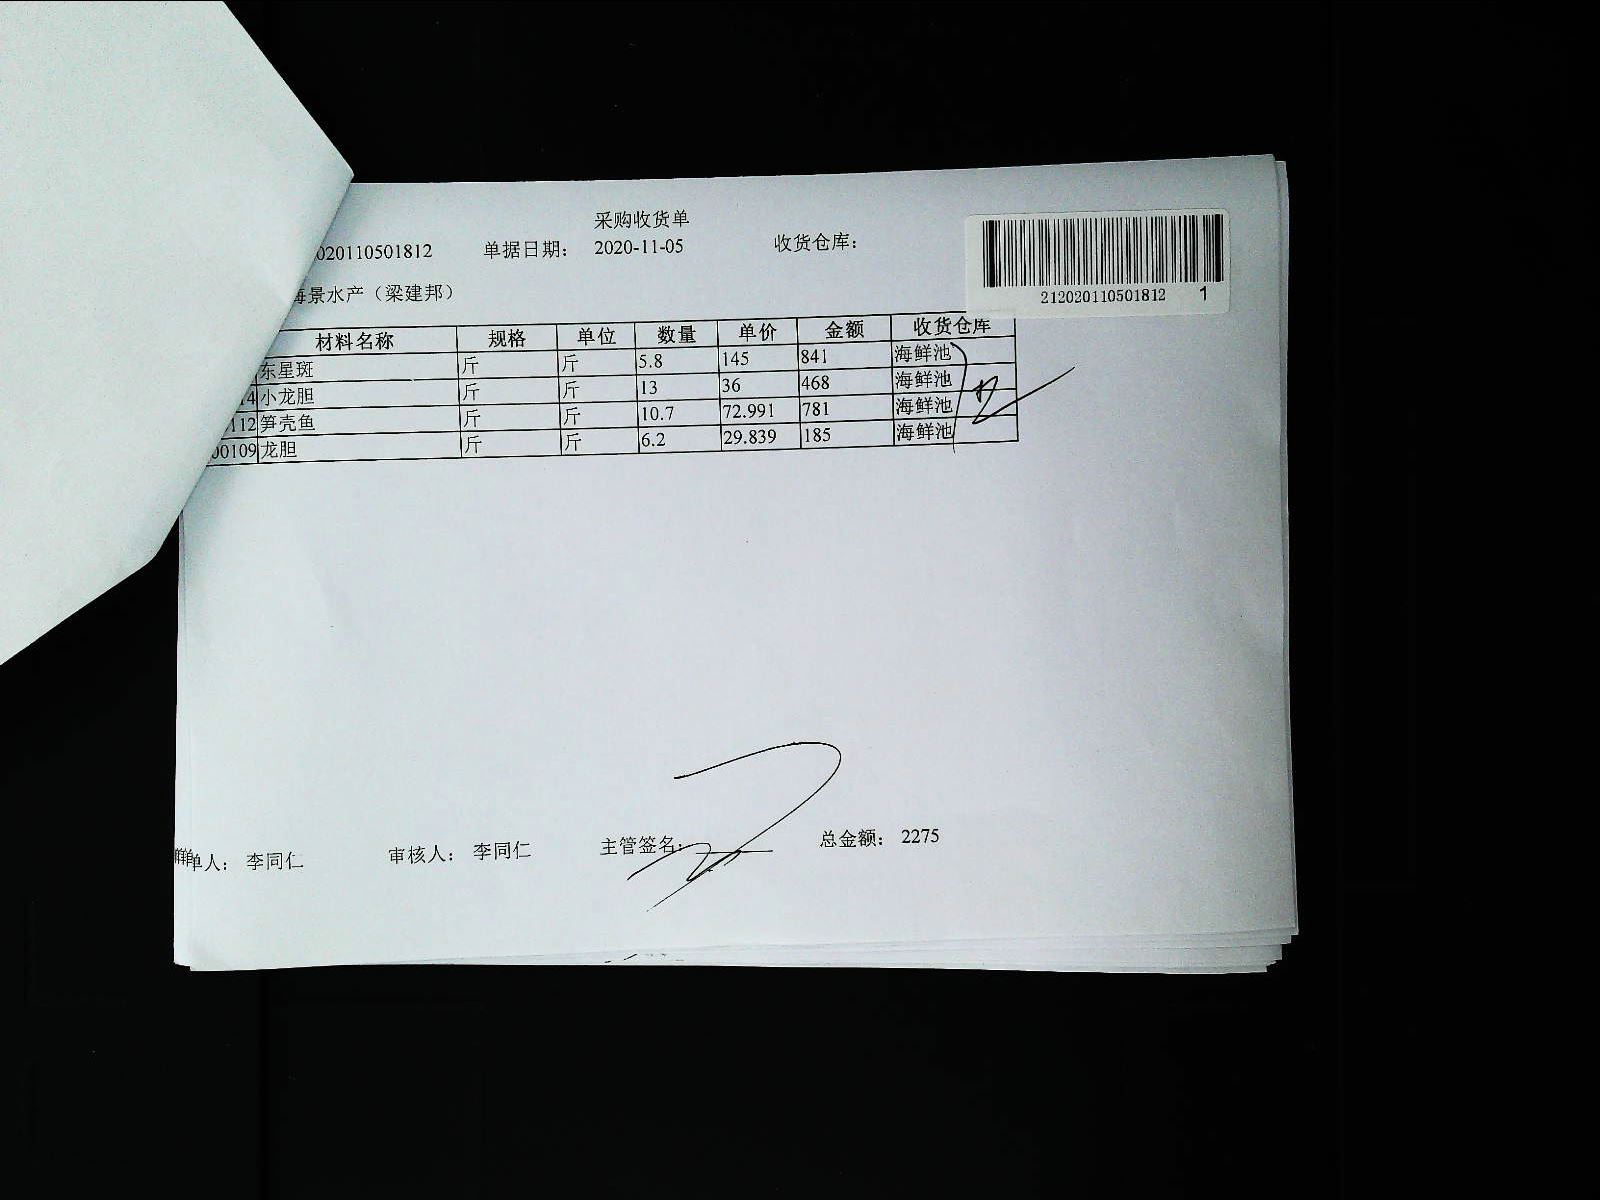 采购收货单
020110501812 单据日期： 2020-11-05 收货仓库：
212020110501812 1
海景水产（梁建邦）
材料名称 规格 单位 数量 单价 金额 收货仓库
东星斑 斤 斤 5.8 145 841 海鲜池
14 小龙胆 斤 斤 13 36 468 海鲜池
112 笋壳鱼 斤 斤 10.7 72.991 781 海鲜池
00109 龙胆 斤 斤 6.2 29.839 185 海鲜池
单人： 李同仁 审核人： 李同仁 主管签名： 总金额： 2275